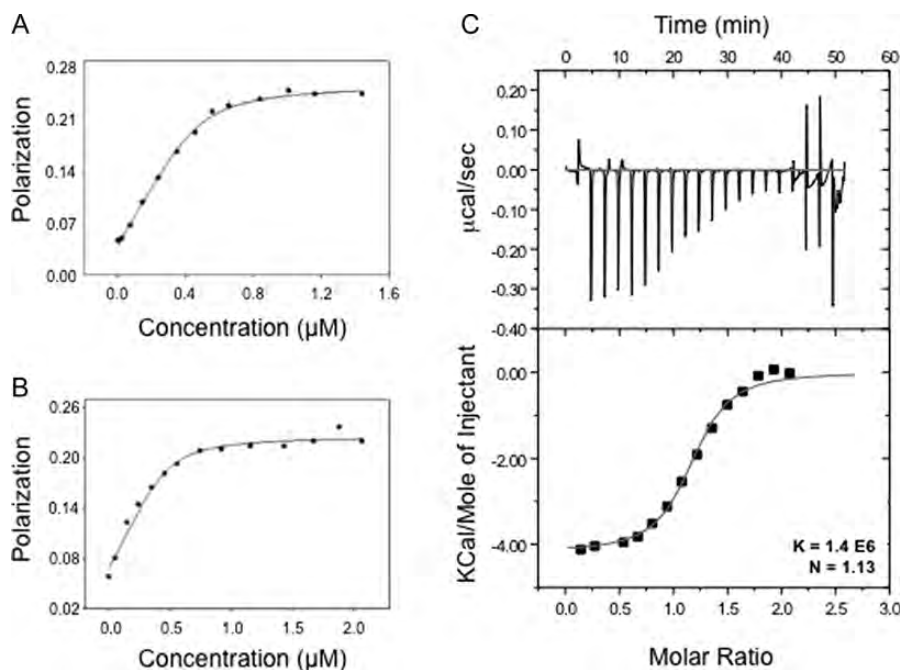 A
0.28
0.21
0.14
0.07
0.00
Polarization
0.0 0.4 0.8 1.2 1.6
Concentration (µM)
B
0.26
0.20
0.14
0.08
0.02
Polarization
0.0 0.5 1.0 1.5 2.0
Concentration (µM)
C
Time (min)
0 10 20 30 40 50 60
0.20
0.10
0.00
-0.10
-0.20
-0.30
-0.40
µcal/sec
0.00
-2.00
-4.00
KCal/Mole of Injectant
K = 1.4 E6
N = 1.13
0.0 0.5 1.0 1.5 2.0 2.5 3.0
Molar Ratio